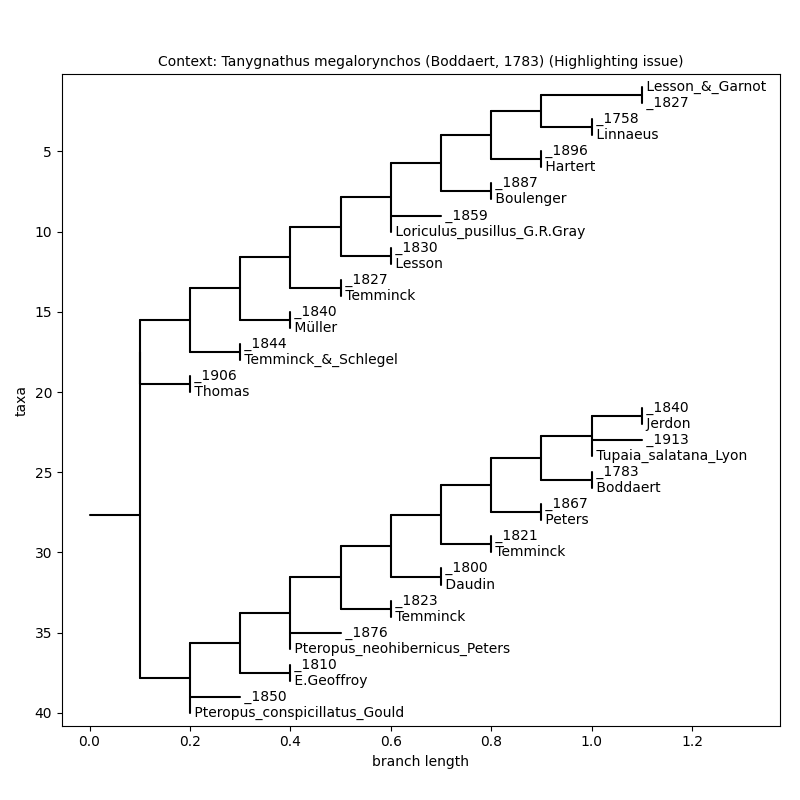 Context: Tanygnathus megalorynchos (Boddaert, 1783) (Highlighting issue)
Lesson_&_Garnot
_1827
_1758
Linnaeus
_1896
Hartert
_1887
Boulenger
_1859
Loriculus_pusillus_G.R.Gray
_1830
Lesson
_1827
Temminck
_1840
Müller
_1844
Temminck_&_Schlegel
_1906
Thomas
_1840
Jerdon
_1913
Tupaia_salatana_Lyon
_1783
Boddaert
_1867
Peters
_1821
Temminck
_1800
Daudin
_1823
Temminck
_1876
Pteropus_neohibernicus_Peters
_1810
E.Geoffroy
_1850
Pteropus_conspicillatus_Gould
5
10
15
20
25
30
35
40
taxa
0.0 0.2 0.4 0.6 0.8 1.0 1.2
branch length